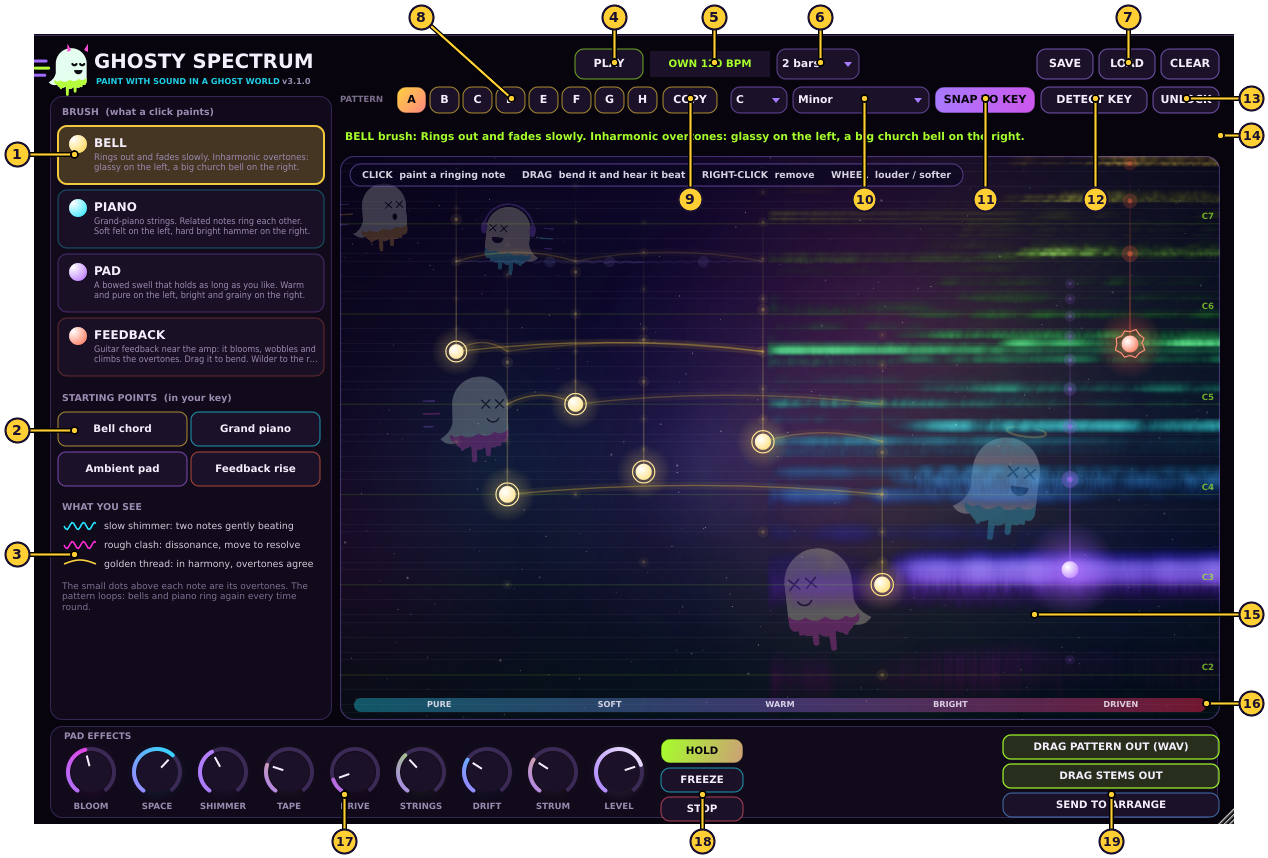 8
4
5
6
7
GHOSTY SPECTRUM
PAINT WITH SOUND IN A GHOST WORLD v3.1.0
PLAY
OWN 120 BPM
2 bars
SAVE
LOAD
CLEAR
PATTERN
A
B
C
E
F
G
H
COPY
C
Minor
SNAP TO KEY
DETECT KEY
UNLOCK
13
BRUSH (what a click paints)
BELL brush: Rings out and fades slowly. Inharmonic overtones: glassy on the left, a big church bell on the right.
14
1
BELL
Rings out and fades slowly. Inharmonic overtones:
glassy on the left, a big church bell on the right.
PIANO
Grand-piano strings. Related notes ring each other.
Soft felt on the left, hard bright hammer on the right.
PAD
A bowed swell that holds as long as you like. Warm
and pure on the left, bright and grainy on the right.
FEEDBACK
Guitar feedback near the amp: it blooms, wobbles and
climbs the overtones. Drag it to bend. Wilder to the r...
CLICK paint a ringing note DRAG bend it and hear it beat RIGHT-CLICK remove WHEEL louder / softer
9
10
11
12
C7
C6
C5
C4
C3
C2
STARTING POINTS (in your key)
2
Bell chord
Grand piano
Ambient pad
Feedback rise
WHAT YOU SEE
slow shimmer: two notes gently beating
rough clash: dissonance, move to resolve
3
golden thread: in harmony, overtones agree
The small dots above each note are its overtones. The
pattern loops: bells and piano ring again every time
round.
15
PURE
SOFT
WARM
BRIGHT
DRIVEN
16
PAD EFFECTS
BLOOM
SPACE
SHIMMER
TAPE
DRIVE
STRINGS
DRIFT
STRUM
LEVEL
HOLD
FREEZE
STOP
DRAG PATTERN OUT (WAV)
DRAG STEMS OUT
SEND TO ARRANGE
17
18
19